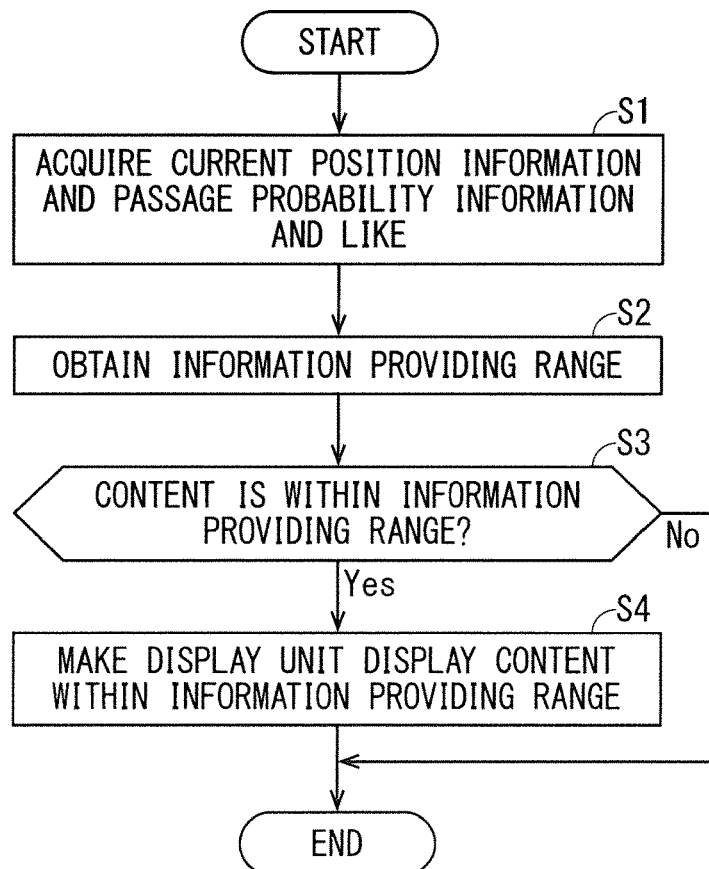 START
S1
ACQUIRE CURRENT POSITION INFORMATION
AND PASSAGE PROBABILITY INFORMATION
AND LIKE
S2
OBTAIN INFORMATION PROVIDING RANGE
S3
CONTENT IS WITHIN INFORMATION
PROVIDING RANGE?
No
Yes
S4
MAKE DISPLAY UNIT DISPLAY CONTENT
WITHIN INFORMATION PROVIDING RANGE
END